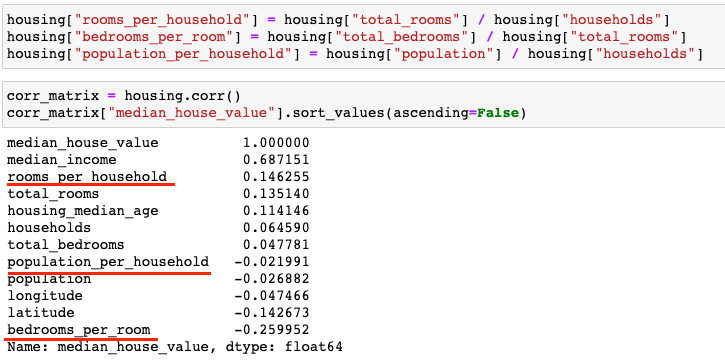 housing["rooms_per_household"] = housing["total_rooms"] / housing["households"]
housing["bedrooms_per_room"] = housing["total_bedrooms"] / housing["total_rooms"]
housing["population_per_household"] = housing["population"] / housing["households"]
corr_matrix = housing.corr()
corr_matrix["median_house_value"].sort_values(ascending=False)
median_house_value 1.000000
median_income 0.687151
rooms_per_household 0.146255
total_rooms 0.135140
housing_median_age 0.114146
households 0.064590
total_bedrooms 0.047781
population_per_household -0.021991
population -0.026882
longitude -0.047466
latitude -0.142673
bedrooms_per_room -0.259952
Name: median_house_value, dtype: float64